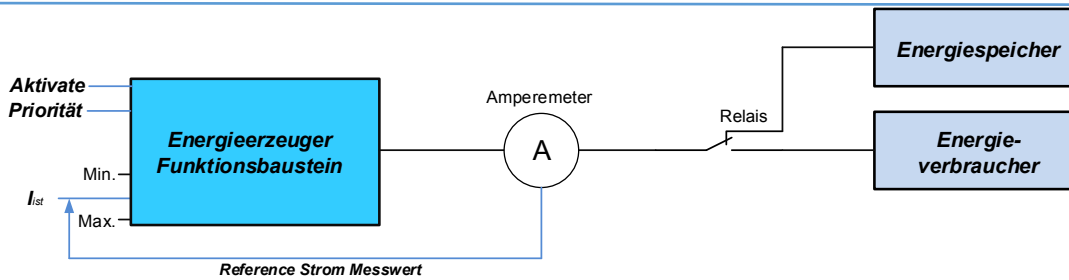 Aktivate
Priorität
Min.
I ist
Max.
Energieerzeuger
Funktionsbaustein
Amperemeter
A
Relais
Energiespeicher
Energie-
verbraucher
Reference Strom Messwert